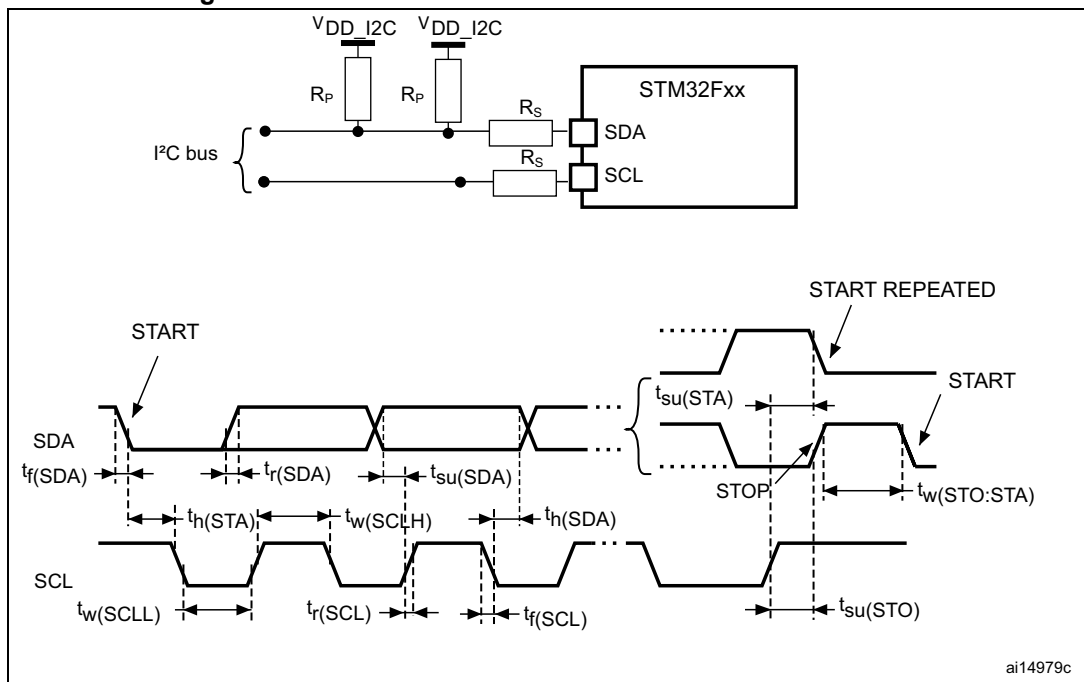 VDD_I2C VDD_I2C
STM32Fxx
RP RP
RS
SDA
I²C bus
RS
SCL
START REPEATED
START
START
tsu(STA)
SDA
tf(SDA) tr(SDA) tsu(SDA)
STOP tw(STO:STA)
th(STA) tw(SCLH) th(SDA)
SCL
tw(SCLL) tr(SCL) tf(SCL) tsu(STO)
ai14979c